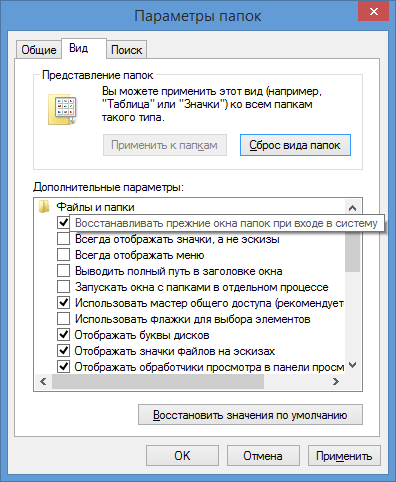 Параметры папок
Общие
Вид
Поиск
Представление папок
Вы можете применить этот вид (например,
"Таблица" или "Значки") ко всем папкам
такого типа.
Применить к папкам
Сброс вида папок
Дополнительные параметры:
Файлы и папки
Восстанавливать прежние окна папок при входе в систему
Всегда отображать значки, а не эскизы
Всегда отображать меню
Выводить полный путь в заголовке окна
Запускать окна с папками в отдельном процессе
Использовать мастер общего доступа (рекомендует
Использовать флажки для выбора элементов
Отображать буквы дисков
Отображать значки файлов на эскизах
Отображать обработчики просмотра в панели просм
Восстановить значения по умолчанию
OK
Отмена
Применить